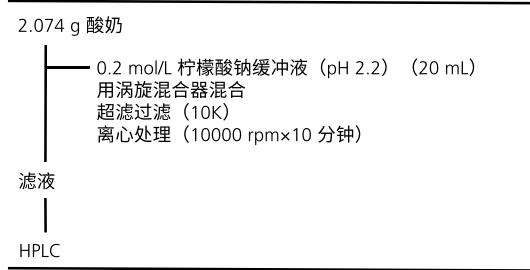 2.074 g 酸奶
0.2 mol/L 柠檬酸钠缓冲液（pH 2.2）（20 mL）
用涡旋混合器混合
超滤过滤（10K）
离心处理（10000 rpm×10 分钟）
滤液
HPLC